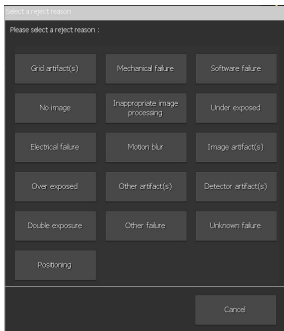 Select a reject reason
Please select a reject reason :
Grid artifact(s)
Mechanical failure
Software failure
No image
Inappropriate image
processing
Under exposed
Electrical failure
Motion blur
Image artifact(s)
Over exposed
Other artifact(s)
Detector artifact(s)
Double exposure
Other failure
Unknown failure
Positioning
Cancel